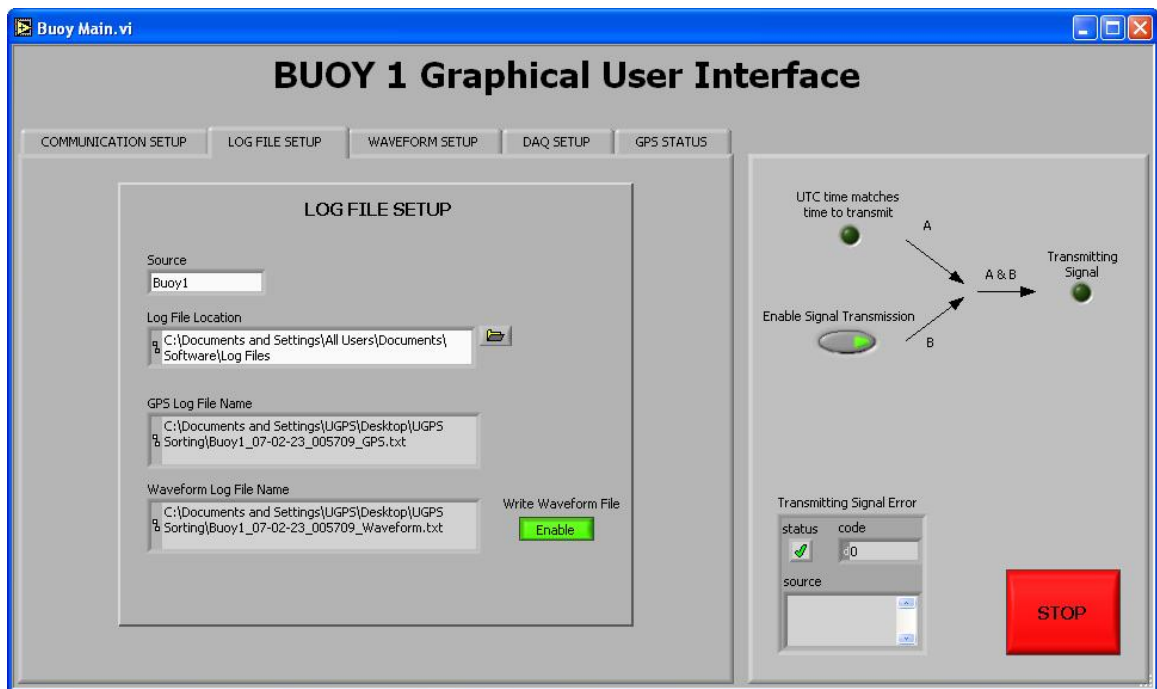 Buoy Main.vi
BUOY 1 Graphical User Interface
COMMUNICATION SETUP
LOG FILE SETUP
WAVEFORM SETUP
DAQ SETUP
GPS STATUS
LOG FILE SETUP
Source
Buoy1
Log File Location
C:\Documents and Settings\All Users\Documents\
Software\Log Files
GPS Log File Name
C:\Documents and Settings\UGPS\Desktop\UGPS
Sorting\Buoy1_07-02-23_005709_GPS.txt
Waveform Log File Name
C:\Documents and Settings\UGPS\Desktop\UGPS
Sorting\Buoy1_07-02-23_005709_Waveform.txt
Write Waveform File
Enable
UTC time matches
time to transmit
A
Enable Signal Transmission
B
A & B
Transmitting
Signal
Transmitting Signal Error
status
code
d0
source
STOP